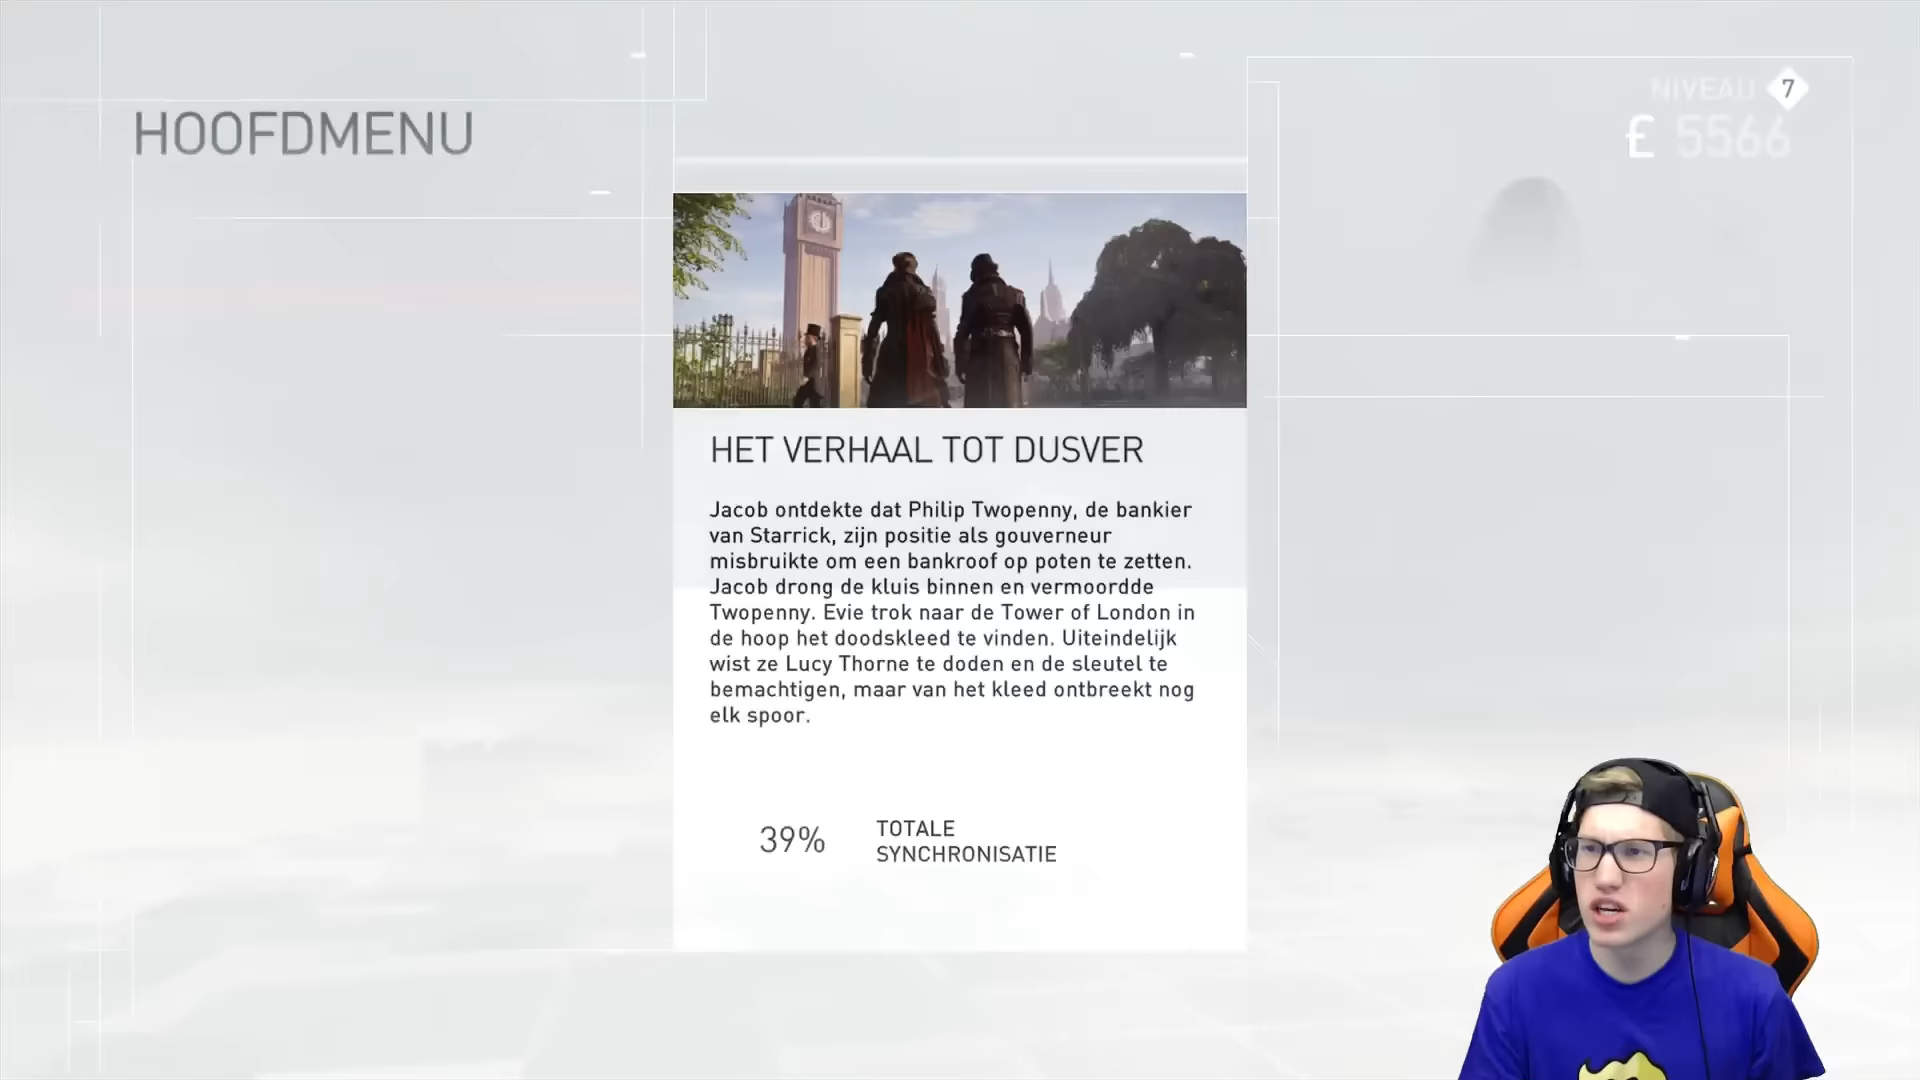 HOOFDMENU
NIVEAU 7
£ 5566
HET VERHAAL TOT DUSVER
Jacob ontdekte dat Philip Twopenny, de bankier
van Starrick, zijn positie als gouverneur
misbruikte om een bankroof op poten te zetten.
Jacob drong de kluis binnen en vermoordde
Twopenny. Evie trok naar de Tower of London in
de hoop het doodskleed te vinden. Uiteindelijk
wist ze Lucy Thorne te doden en de sleutel te
bemachtigen, maar van het kleed ontbreekt nog
elk spoor.
39%
TOTALE
SYNCHRONISATIE